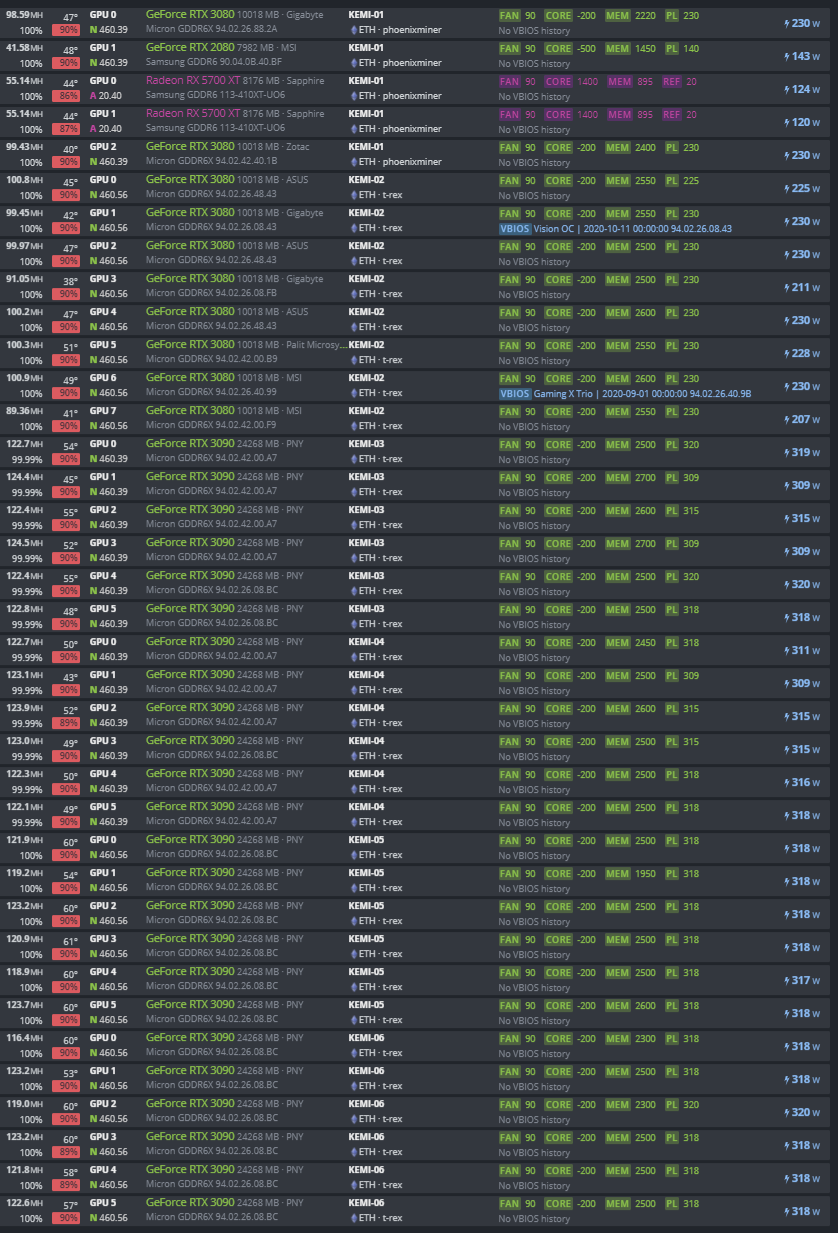 98.59MH 47° GPU 0 GeForce RTX 3080 10018 MB · Gigabyte KEMI-01 FAN 90 CORE -200 MEM 2220 PL 230 230 W
100% 90% N 460.39 Micron GDDR6X 94.02.26.88.2A ETH · phoenixminer No VBIOS history
41.58MH 48° GPU 1 GeForce RTX 2080 7982 MB · MSI KEMI-01 FAN 90 CORE -500 MEM 1450 PL 140 143 W
100% 90% N 460.39 Samsung GDDR6 90.04.0B.40.BF ETH · phoenixminer No VBIOS history
55.14MH 44° GPU 0 Radeon RX 5700 XT 8176 MB · Sapphire KEMI-01 FAN 90 CORE 1400 MEM 895 REF 20 124 W
100% 86% A 20.40 Samsung GDDR6 113-410XT-UO6 ETH · phoenixminer No VBIOS history
55.14MH 44° GPU 1 Radeon RX 5700 XT 8176 MB · Sapphire KEMI-01 FAN 90 CORE 1400 MEM 895 REF 20 120 W
100% 87% A 20.40 Samsung GDDR6 113-410XT-UO6 ETH · phoenixminer No VBIOS history
99.43MH 40° GPU 2 GeForce RTX 3080 10018 MB · Zotac KEMI-01 FAN 90 CORE -200 MEM 2400 PL 230 230 W
100% 90% N 460.39 Micron GDDR6X 94.02.42.40.1B ETH · phoenixminer No VBIOS history
100.8MH 45° GPU 0 GeForce RTX 3080 10018 MB · ASUS KEMI-02 FAN 90 CORE -200 MEM 2550 PL 225 225 W
100% 90% N 460.56 Micron GDDR6X 94.02.26.48.43 ETH · t-rex No VBIOS history
99.45MH 42° GPU 1 GeForce RTX 3080 10018 MB · Gigabyte KEMI-02 FAN 90 CORE -200 MEM 2550 PL 230 230 W
100% 90% N 460.56 Micron GDDR6X 94.02.26.08.43 ETH · t-rex VBIOS Vision OC | 2020-10-11 00:00:00 94.02.26.08.43
99.97MH 47° GPU 2 GeForce RTX 3080 10018 MB · ASUS KEMI-02 FAN 90 CORE -200 MEM 2500 PL 230 230 W
100% 90% N 460.56 Micron GDDR6X 94.02.26.48.43 ETH · t-rex No VBIOS history
91.05MH 38° GPU 3 GeForce RTX 3080 10018 MB · Gigabyte KEMI-02 FAN 90 CORE -200 MEM 2500 PL 230 211 W
100% 90% N 460.56 Micron GDDR6X 94.02.26.08.FB ETH · t-rex No VBIOS history
100.2MH 47° GPU 4 GeForce RTX 3080 10018 MB · ASUS KEMI-02 FAN 90 CORE -200 MEM 2600 PL 230 230 W
100% 90% N 460.56 Micron GDDR6X 94.02.26.48.43 ETH · t-rex No VBIOS history
100.3MH 51° GPU 5 GeForce RTX 3080 10018 MB · Palit Microsy... KEMI-02 FAN 90 CORE -200 MEM 2550 PL 230 228 W
100% 90% N 460.56 Micron GDDR6X 94.02.42.00.B9 ETH · t-rex No VBIOS history
100.9MH 49° GPU 6 GeForce RTX 3080 10018 MB · MSI KEMI-02 FAN 90 CORE -200 MEM 2600 PL 230 230 W
100% 90% N 460.56 Micron GDDR6X 94.02.26.40.99 ETH · t-rex VBIOS Gaming X Trio | 2020-09-01 00:00:00 94.02.26.40.9B
89.36MH 41° GPU 7 GeForce RTX 3080 10018 MB · MSI KEMI-02 FAN 90 CORE -200 MEM 2550 PL 230 207 W
100% 90% N 460.56 Micron GDDR6X 94.02.42.00.F9 ETH · t-rex No VBIOS history
122.7MH 54° GPU 0 GeForce RTX 3090 24268 MB · PNY KEMI-03 FAN 90 CORE -200 MEM 2500 PL 320 319 W
99.99% 90% N 460.39 Micron GDDR6X 94.02.42.00.A7 ETH · t-rex No VBIOS history
124.4MH 45° GPU 1 GeForce RTX 3090 24268 MB · PNY KEMI-03 FAN 90 CORE -200 MEM 2700 PL 309 309 W
99.99% 90% N 460.39 Micron GDDR6X 94.02.42.00.A7 ETH · t-rex No VBIOS history
122.4MH 55° GPU 2 GeForce RTX 3090 24268 MB · PNY KEMI-03 FAN 90 CORE -200 MEM 2600 PL 315 315 W
99.99% 90% N 460.39 Micron GDDR6X 94.02.42.00.A7 ETH · t-rex No VBIOS history
124.5MH 52° GPU 3 GeForce RTX 3090 24268 MB · PNY KEMI-03 FAN 90 CORE -200 MEM 2700 PL 309 309 W
99.99% 90% N 460.39 Micron GDDR6X 94.02.42.00.A7 ETH · t-rex No VBIOS history
122.4MH 55° GPU 4 GeForce RTX 3090 24268 MB · PNY KEMI-03 FAN 90 CORE -200 MEM 2500 PL 320 320 W
99.99% 90% N 460.39 Micron GDDR6X 94.02.26.08.BC ETH · t-rex No VBIOS history
122.8MH 48° GPU 5 GeForce RTX 3090 24268 MB · PNY KEMI-03 FAN 90 CORE -200 MEM 2500 PL 318 318 W
99.99% 90% N 460.39 Micron GDDR6X 94.02.26.08.BC ETH · t-rex No VBIOS history
122.7MH 50° GPU 0 GeForce RTX 3090 24268 MB · PNY KEMI-04 FAN 90 CORE -200 MEM 2450 PL 318 311 W
99.99% 90% N 460.39 Micron GDDR6X 94.02.42.00.A7 ETH · t-rex No VBIOS history
123.1MH 43° GPU 1 GeForce RTX 3090 24268 MB · PNY KEMI-04 FAN 90 CORE -200 MEM 2500 PL 309 309 W
99.99% 90% N 460.39 Micron GDDR6X 94.02.42.00.A7 ETH · t-rex No VBIOS history
123.9MH 52° GPU 2 GeForce RTX 3090 24268 MB · PNY KEMI-04 FAN 90 CORE -200 MEM 2600 PL 315 315 W
99.99% 89% N 460.39 Micron GDDR6X 94.02.42.00.A7 ETH · t-rex No VBIOS history
123.0MH 49° GPU 3 GeForce RTX 3090 24268 MB · PNY KEMI-04 FAN 90 CORE -200 MEM 2500 PL 315 315 W
99.99% 90% N 460.39 Micron GDDR6X 94.02.26.08.BC ETH · t-rex No VBIOS history
122.3MH 50° GPU 4 GeForce RTX 3090 24268 MB · PNY KEMI-04 FAN 90 CORE -200 MEM 2500 PL 318 316 W
99.99% 90% N 460.39 Micron GDDR6X 94.02.42.00.A7 ETH · t-rex No VBIOS history
122.1MH 49° GPU 5 GeForce RTX 3090 24268 MB · PNY KEMI-04 FAN 90 CORE -200 MEM 2500 PL 318 318 W
99.99% 90% N 460.39 Micron GDDR6X 94.02.42.00.A7 ETH · t-rex No VBIOS history
121.9MH 60° GPU 0 GeForce RTX 3090 24268 MB · PNY KEMI-05 FAN 90 CORE -200 MEM 2500 PL 318 318 W
100% 90% N 460.56 Micron GDDR6X 94.02.26.08.BC ETH · t-rex No VBIOS history
119.2MH 54° GPU 1 GeForce RTX 3090 24268 MB · PNY KEMI-05 FAN 90 CORE -200 MEM 1950 PL 318 318 W
100% 90% N 460.56 Micron GDDR6X 94.02.26.08.BC ETH · t-rex No VBIOS history
123.2MH 60° GPU 2 GeForce RTX 3090 24268 MB · PNY KEMI-05 FAN 90 CORE -200 MEM 2500 PL 318 318 W
100% 90% N 460.56 Micron GDDR6X 94.02.26.08.BC ETH · t-rex No VBIOS history
120.9MH 61° GPU 3 GeForce RTX 3090 24268 MB · PNY KEMI-05 FAN 90 CORE -200 MEM 2500 PL 318 318 W
100% 90% N 460.56 Micron GDDR6X 94.02.26.08.BC ETH · t-rex No VBIOS history
118.9MH 60° GPU 4 GeForce RTX 3090 24268 MB · PNY KEMI-05 FAN 90 CORE -200 MEM 2500 PL 318 317 W
100% 90% N 460.56 Micron GDDR6X 94.02.26.08.BC ETH · t-rex No VBIOS history
123.7MH 60° GPU 5 GeForce RTX 3090 24268 MB · PNY KEMI-05 FAN 90 CORE -200 MEM 2600 PL 318 318 W
100% 90% N 460.56 Micron GDDR6X 94.02.26.08.BC ETH · t-rex No VBIOS history
116.4MH 60° GPU 0 GeForce RTX 3090 24268 MB · PNY KEMI-06 FAN 90 CORE -200 MEM 2300 PL 318 318 W
100% 90% N 460.56 Micron GDDR6X 94.02.26.08.BC ETH · t-rex No VBIOS history
123.2MH 53° GPU 1 GeForce RTX 3090 24268 MB · PNY KEMI-06 FAN 90 CORE -200 MEM 2500 PL 318 318 W
100% 90% N 460.56 Micron GDDR6X 94.02.26.08.BC ETH · t-rex No VBIOS history
119.0MH 60° GPU 2 GeForce RTX 3090 24268 MB · PNY KEMI-06 FAN 90 CORE -200 MEM 2300 PL 320 320 W
100% 90% N 460.56 Micron GDDR6X 94.02.26.08.BC ETH · t-rex No VBIOS history
123.2MH 60° GPU 3 GeForce RTX 3090 24268 MB · PNY KEMI-06 FAN 90 CORE -200 MEM 2500 PL 318 318 W
100% 89% N 460.56 Micron GDDR6X 94.02.26.08.BC ETH · t-rex No VBIOS history
121.8MH 58° GPU 4 GeForce RTX 3090 24268 MB · PNY KEMI-06 FAN 90 CORE -200 MEM 2500 PL 318 318 W
100% 89% N 460.56 Micron GDDR6X 94.02.26.08.BC ETH · t-rex No VBIOS history
122.6MH 57° GPU 5 GeForce RTX 3090 24268 MB · PNY KEMI-06 FAN 90 CORE -200 MEM 2500 PL 318 318 W
100% 90% N 460.56 Micron GDDR6X 94.02.26.08.BC ETH · t-rex No VBIOS history